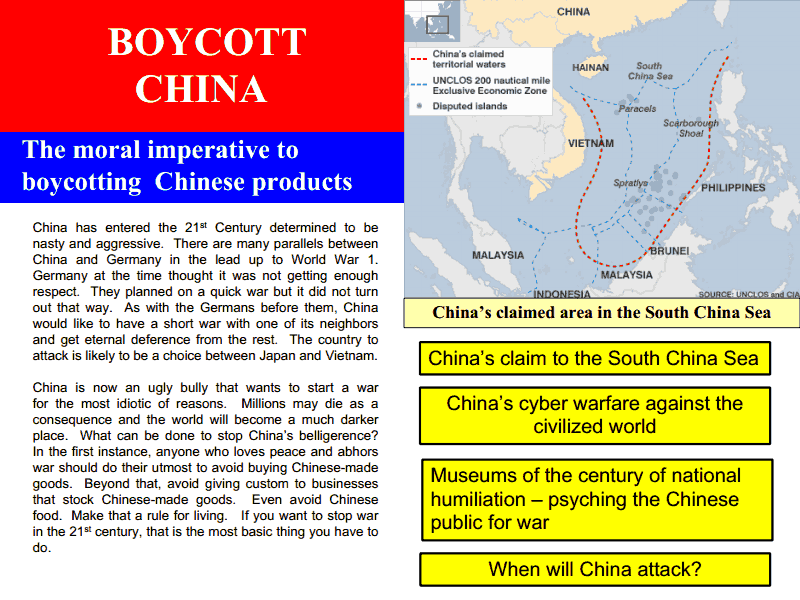 BOYCOTT
CHINA
The moral imperative to
boycotting Chinese products
China has entered the 21st Century determined to be
nasty and aggressive. There are many parallels between
China and Germany in the lead up to World War 1.
Germany at the time thought it was not getting enough
respect. They planned on a quick war but it did not turn
out that way. As with the Germans before them, China
would like to have a short war with one of its neighbors
and get eternal deference from the rest. The country to
attack is likely to be a choice between Japan and Vietnam.
China is now an ugly bully that wants to start a war
for the most idiotic of reasons. Millions may die as a
consequence and the world will become a much darker
place. What can be done to stop China's belligerence?
In the first instance, anyone who loves peace and abhors
war should do their utmost to avoid buying Chinese-made
goods. Beyond that, avoid giving custom to businesses
that stock Chinese-made goods. Even avoid Chinese
food. Make that a rule for living. If you want to stop war
in the 21st century, that is the most basic thing you have to
do.
CHINA
China's claimed
territorial waters
UNCLOS 200 nautical mile
Exclusive Economic Zone
Disputed islands
HAINAN
South
China Sea
Paracels
Scarborough
Shoal
VIETNAM
Spratlys
PHILIPPINES
BRUNEI
MALAYSIA
MALAYSIA
INDONESIA
SOURCE: UNCLOS and CIA
China's claimed area in the South China Sea
China's claim to the South China Sea
China's cyber warfare against the
civilized world
Museums of the century of national
humiliation – psyching the Chinese
public for war
When will China attack?